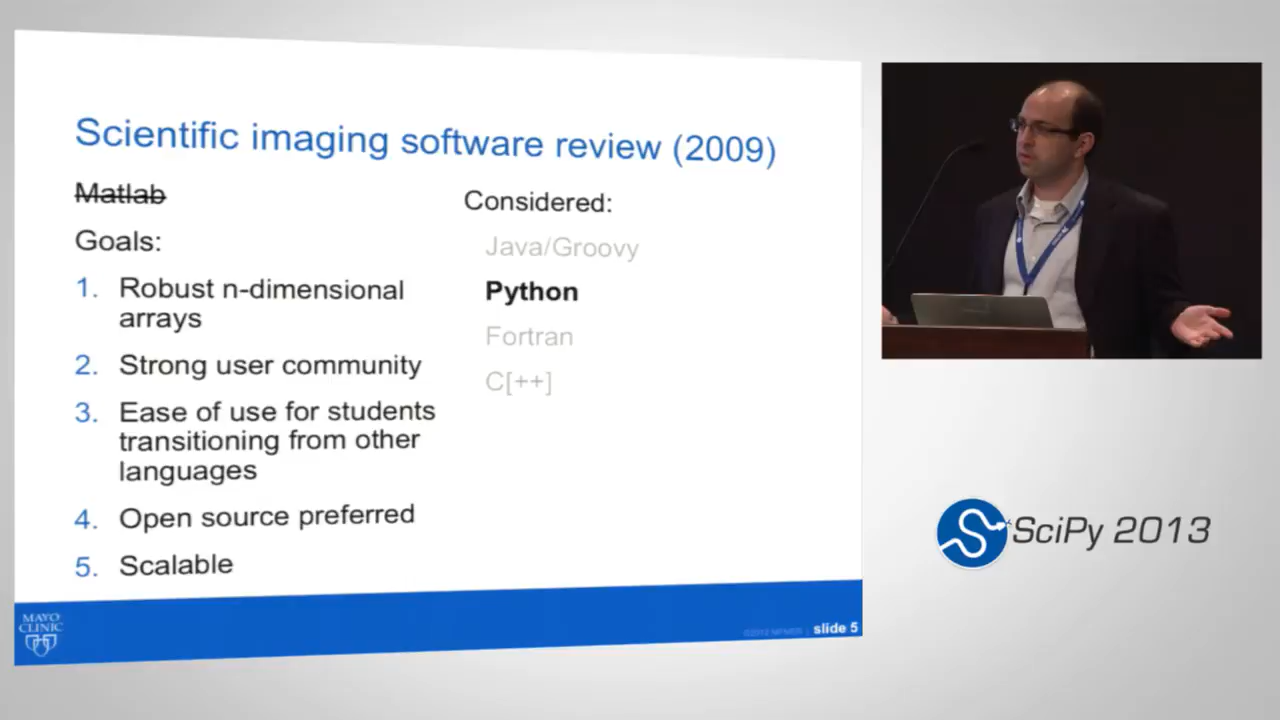 Scientific imaging software review (2009)
Matlab
Goals:
1. Robust n-dimensional
arrays
2. Strong user community
3. Ease of use for students
transitioning from other
languages
4. Open source preferred
5. Scalable
Considered:
Java/Groovy
Python
Fortran
C[++]
MAYO
CLINIC
slide 5
SciPy 2013